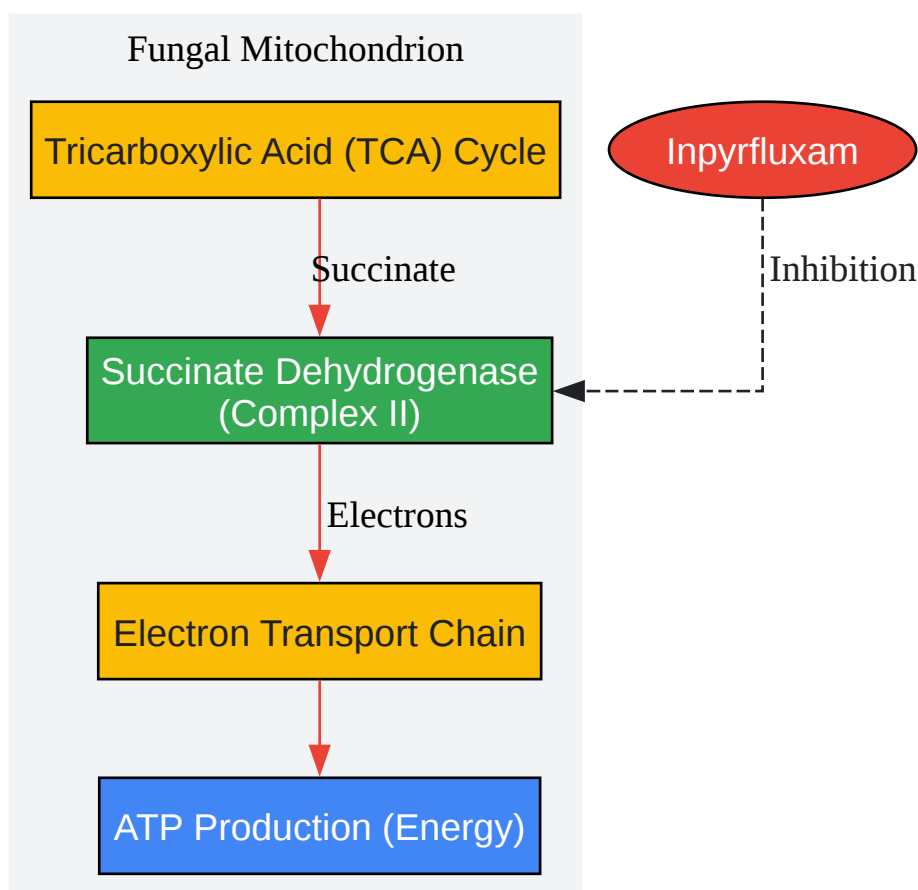 Fungal Mitochondrion
Tricarboxylic Acid (TCA) Cycle
Inpyrfluxam
Succinate
Inhibition
Succinate Dehydrogenase
(Complex II)
Electrons
Electron Transport Chain
ATP Production (Energy)